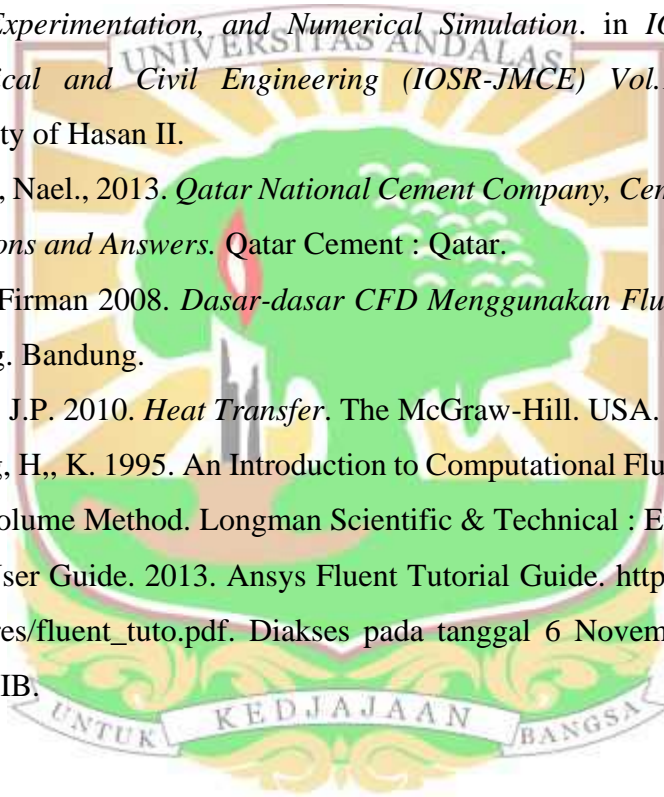 Experimentation, and Numerical Simulation. in IO
UNIVERSITAS ANDALAS
ical and Civil Engineering (IOSR-JMCE) Vol.
ty of Hasan II.
, Nael., 2013. Qatar National Cement Company, Cem
ons and Answers. Qatar Cement : Qatar.
Firman 2008. Dasar-dasar CFD Menggunakan Flu
g. Bandung.
J.P. 2010. Heat Transfer. The McGraw-Hill. USA.
g, H,, K. 1995. An Introduction to Computational Flu
olume Method. Longman Scientific & Technical : E
User Guide. 2013. Ansys Fluent Tutorial Guide. http
res/fluent_tuto.pdf. Diakses pada tanggal 6 Novem
IB.
UNTUK KEDJAJAAN BANGSA